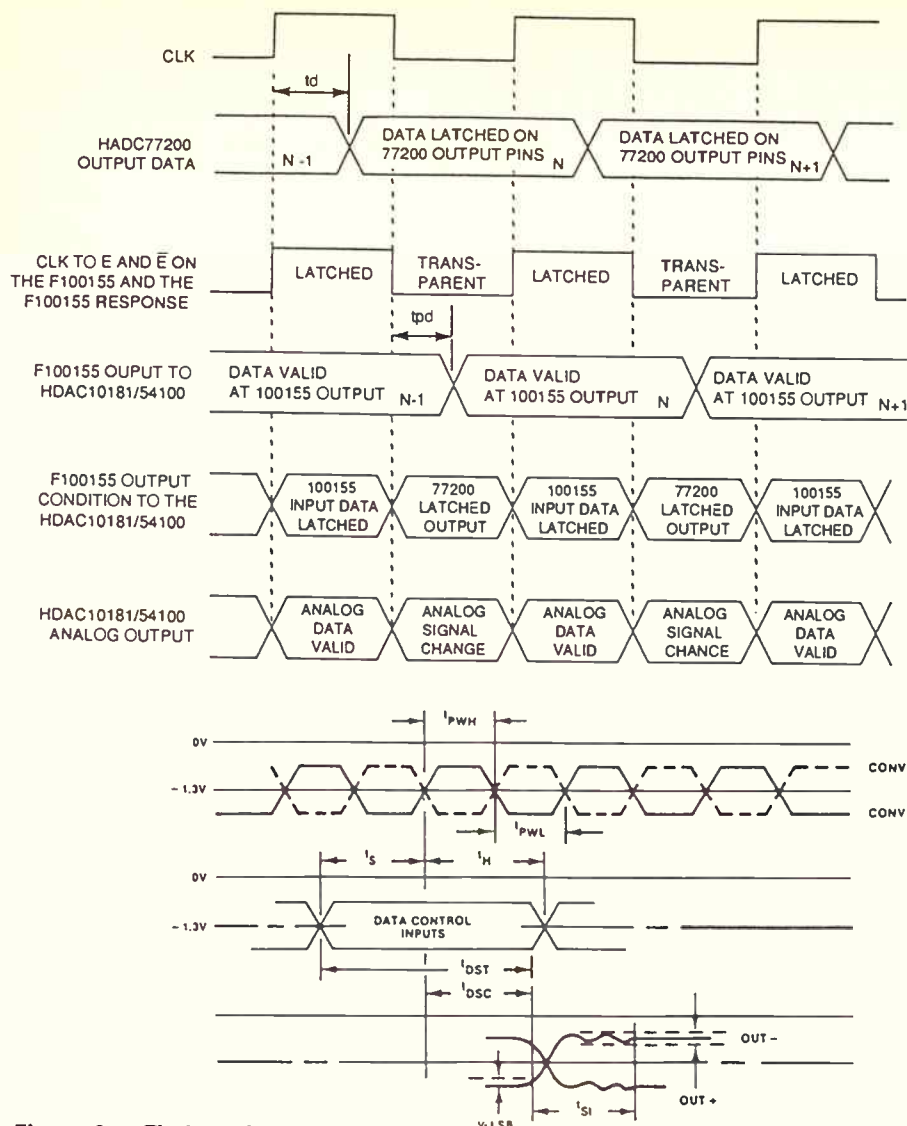 CLK
td
HADC77200
OUTPUT DATA
N-1
DATA LATCHED ON
77200 OUTPUT PINS N
DATA LATCHED ON
77200 OUTPUT PINS N+1
CLK TO E AND E̅ ON
THE F100155 AND THE
F100155 RESPONSE
LATCHED
TRANS-
PARENT
LATCHED
TRANS-
PARENT
LATCHED
tpd
F100155 OUPUT TO
HDAC10181/54100
DATA VALID
AT 100155 OUTPUT N-1
DATA VALID
AT 100155 OUTPUT N
DATA VALID
AT 100155 OUTPUT N+1
F100155 OUTPUT
CONDITION TO THE
HDAC10181/54100
100155
INPUT DATA
LATCHED
77200
LATCHED
OUTPUT
100155
INPUT DATA
LATCHED
77200
LATCHED
OUTPUT
100155
INPUT DATA
LATCHED
HDAC10181/54100
ANALOG OUTPUT
ANALOG
DATA
VALID
ANALOG
SIGNAL
CHANGE
ANALOG
DATA
VALID
ANALOG
SIGNAL
CHANCE
ANALOG
DATA
VALID
tPWH
0V
CONV
-1.3V
CONV
tPWL
tS
tH
0V
-1.3V
DATA CONTROL
INPUTS
tDST
tDSC
OUT-
OUT+
tSI